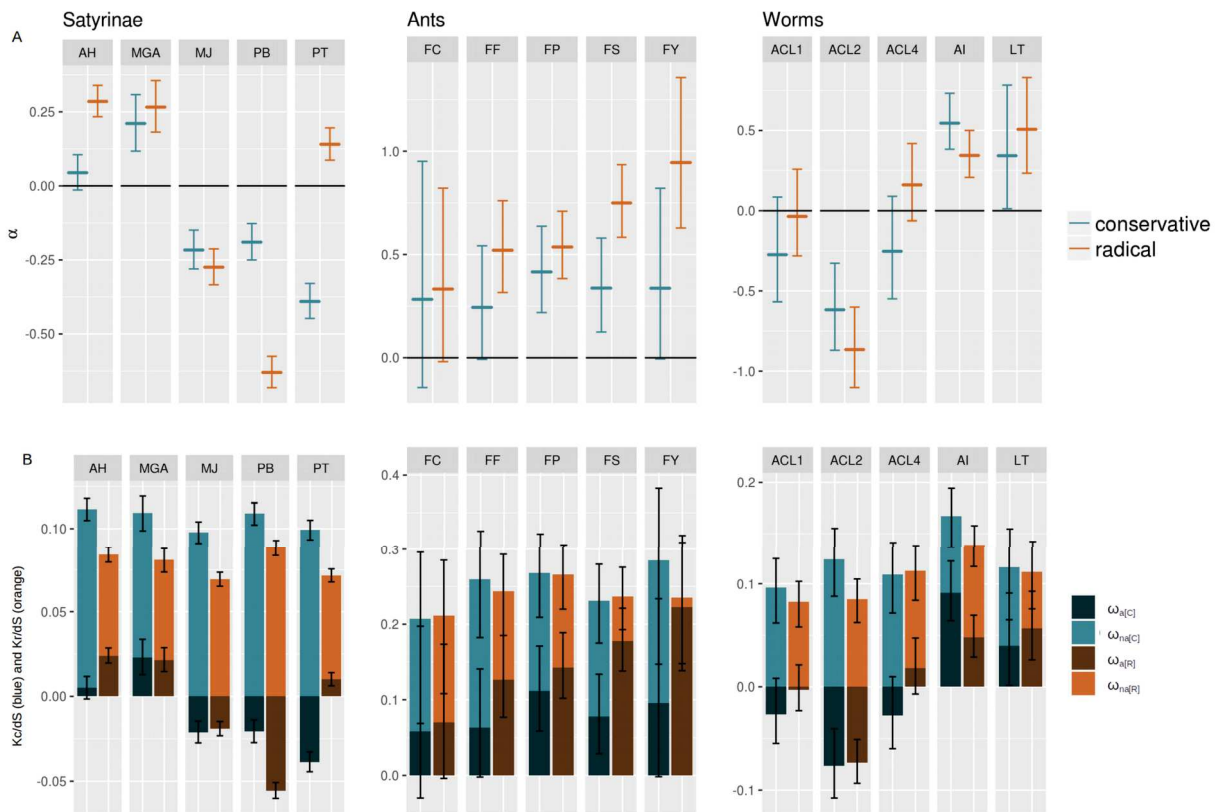 Satyrinae
Ants
Worms
A
AH MGA MJ PB PT
FC FF FP FS FY
ACL1 ACL2 ACL4 AI LT
0.25
0.00
-0.25
-0.50
α
1.0
0.5
0.0
0.5
0.0
-0.5
-1.0
conservative
radical
B
AH MGA MJ PB PT
FC FF FP FS FY
ACL1 ACL2 ACL4 AI LT
0.10
0.05
0.00
-0.05
Kc/dS (blue) and Kr/dS (orange)
0.4
0.3
0.2
0.1
0.0
0.2
0.1
0.0
-0.1
ωa[C]
ωna[C]
ωa[R]
ωna[R]